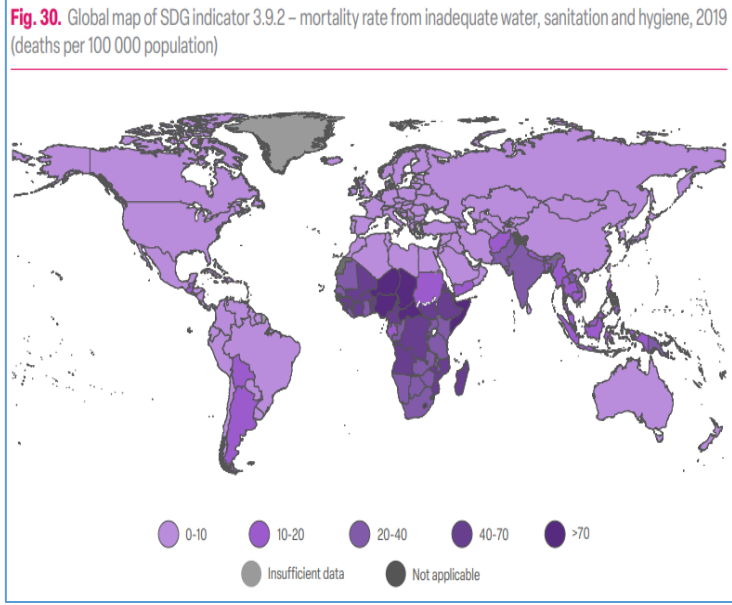 Fig. 30. Global map of SDG indicator 3.9.2 – mortality rate from inadequate water, sanitation and hygiene, 2019
(deaths per 100 000 population)
0-10
10-20
20-40
40-70
>70
Insufficient data
Not applicable